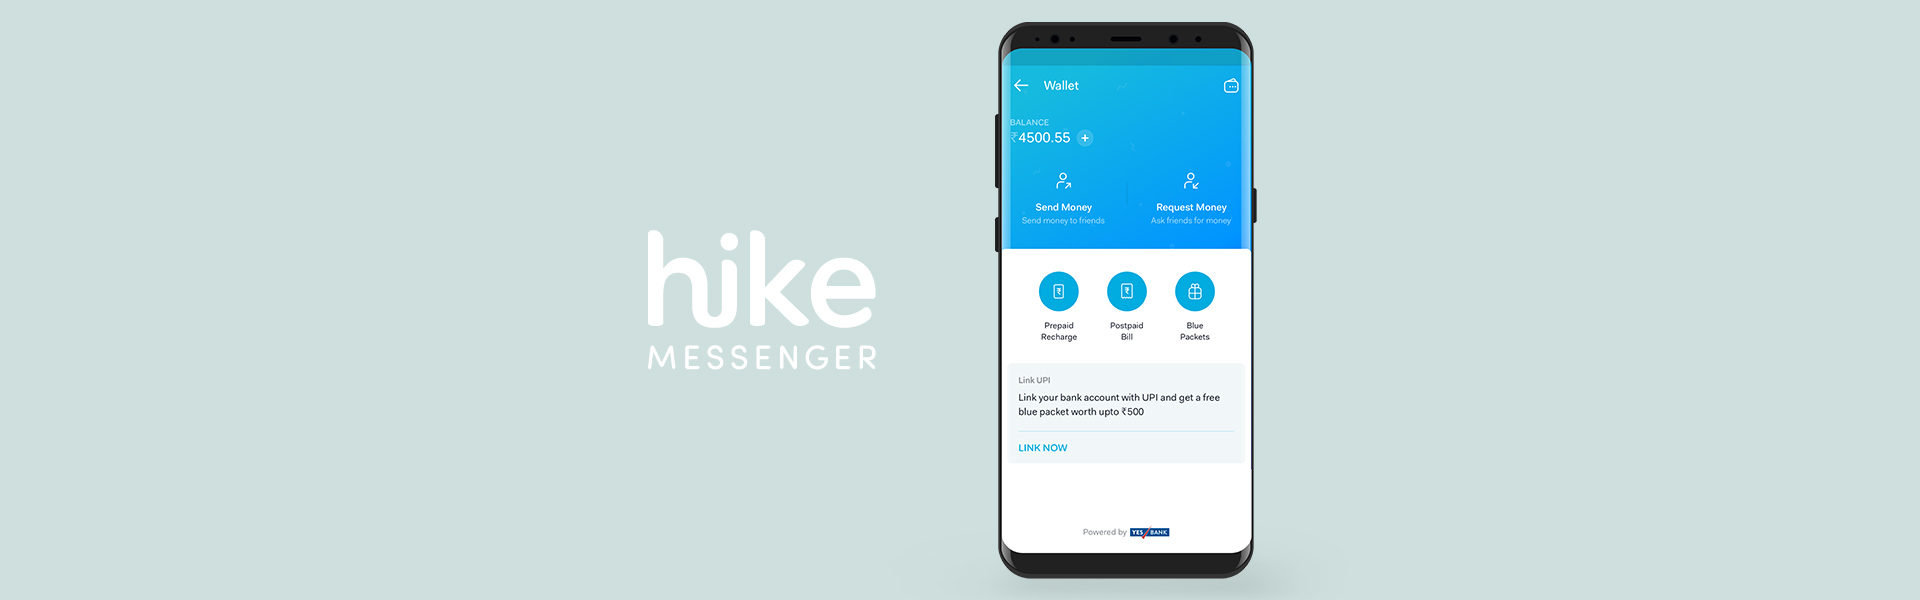 hike
MESSENGER
Wallet
BALANCE
₹4500.55 +
Send Money
Send money to friends
Request Money
Ask friends for money
Prepaid
Recharge
Postpaid
Bill
Blue
Packets
Link UPI
Link your bank account with UPI and get a free
blue packet worth upto ₹500
LINK NOW
Powered by YES BANK